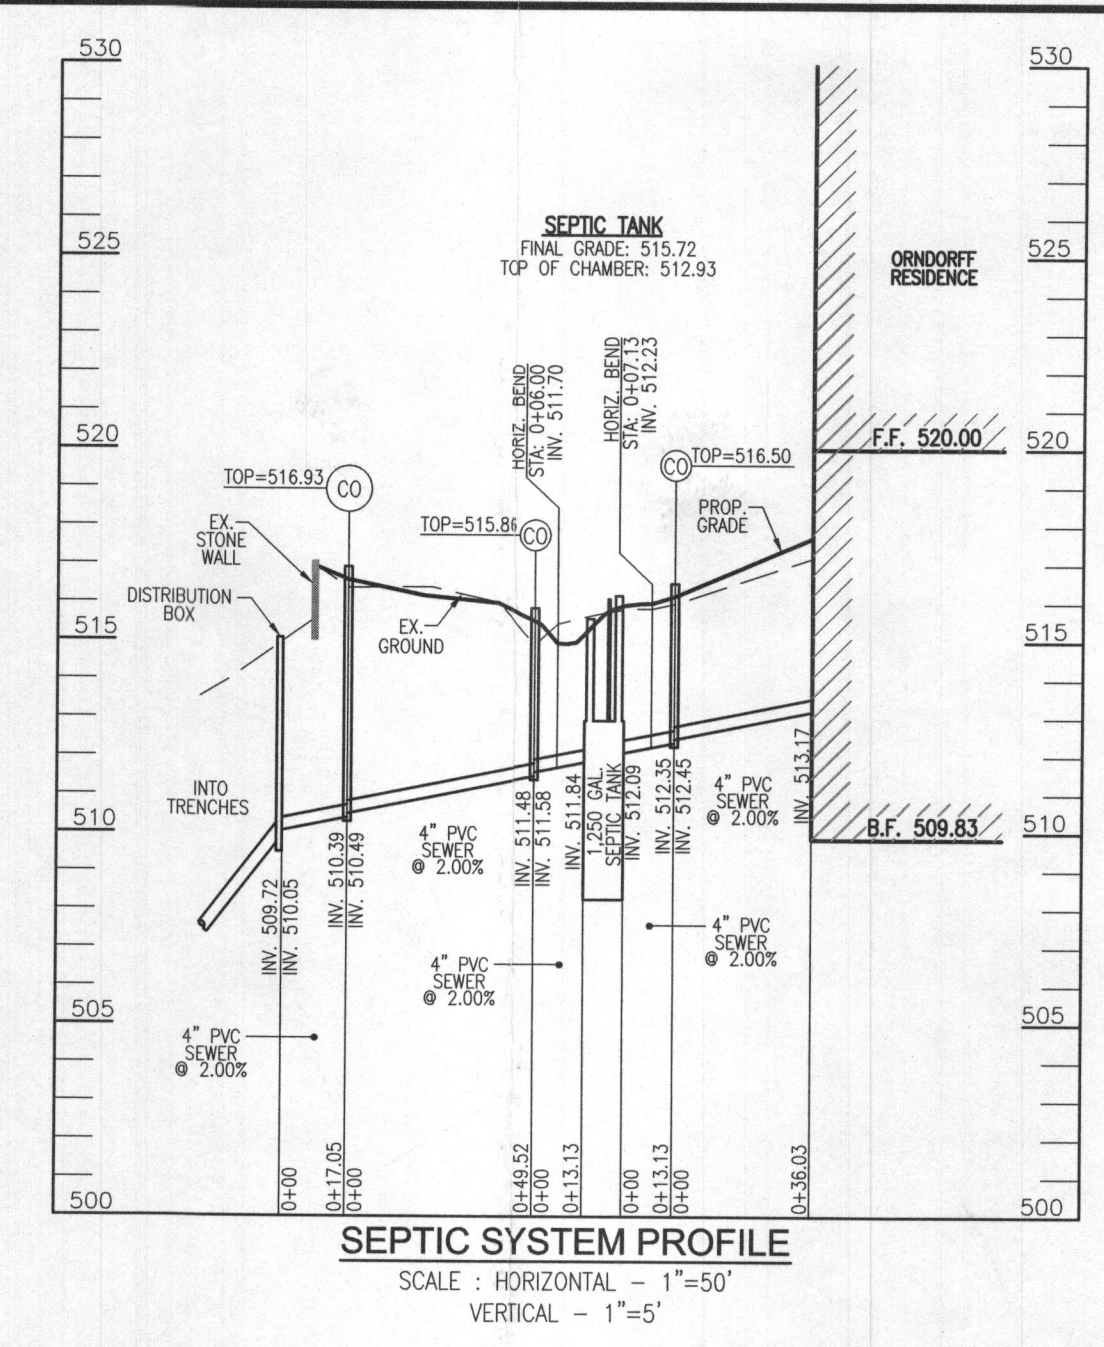 530
530
SEPTIC TANK
FINAL GRADE: 515.72
TOP OF CHAMBER: 512.93
525
525
ORNDORFF
RESIDENCE
HORIZ. BEND
STA: 0+06.00
INV. 511.70
HORIZ. BEND
STA: 0+07.13
INV. 512.23
520
F.F. 520.00
520
TOP=516.93
CO
TOP=515.86
CO
CO
TOP=516.50
PROP.
GRADE
EX.
STONE
WALL
DISTRIBUTION
BOX
EX.
GROUND
515
515
INTO
TRENCHES
510
B.F. 509.83
510
INV. 509.72
INV. 510.05
INV. 510.39
INV. 510.49
4" PVC
SEWER
@ 2.00%
INV. 511.48
INV. 511.58
INV. 511.84
1,250 GAL.
SEPTIC TANK
INV. 512.09
INV. 512.35
INV. 512.45
4" PVC
SEWER
@ 2.00%
INV. 513.17
4" PVC
SEWER
@ 2.00%
4" PVC
SEWER
@ 2.00%
505
505
4" PVC
SEWER
@ 2.00%
500
0+00
0+17.05
0+00
0+49.52
0+00
0+13.13
0+00
0+13.13
0+00
0+36.03
500
SEPTIC SYSTEM PROFILE
SCALE : HORIZONTAL - 1"=50'
VERTICAL - 1"=5'